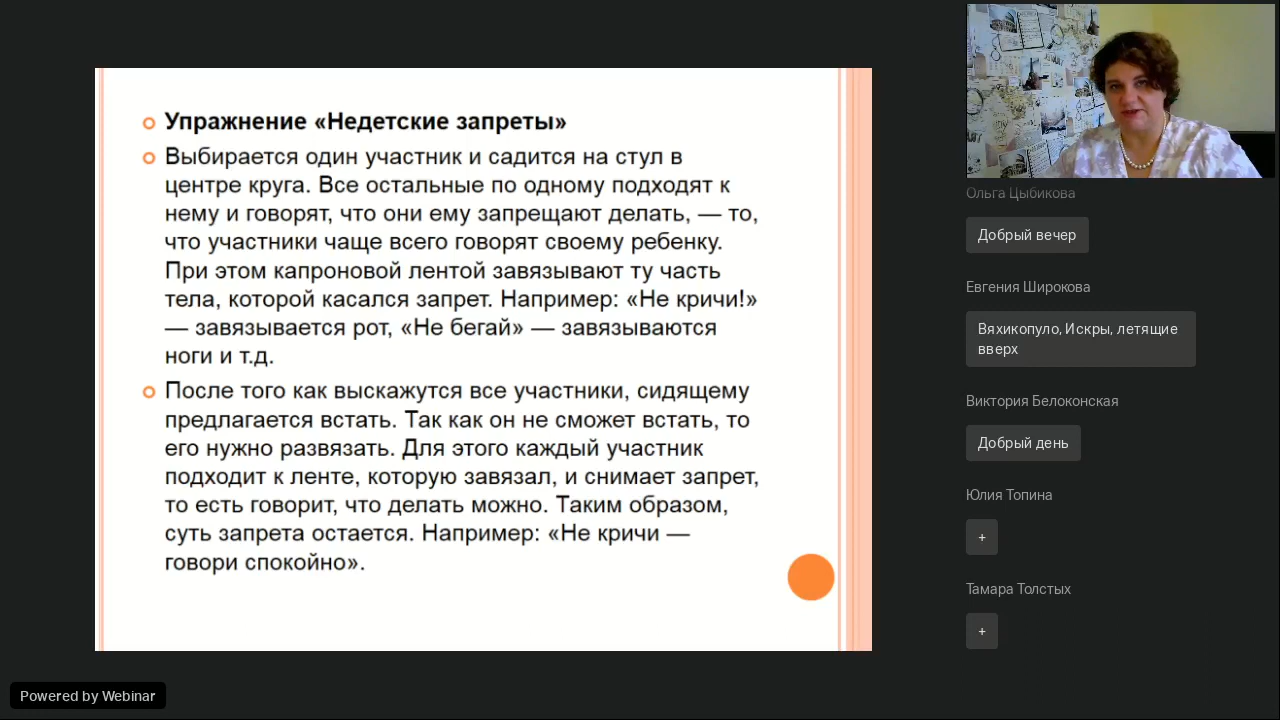 Упражнение «Недетские запреты»
Выбирается один участник и садится на стул в
центре круга. Все остальные по одному подходят к
нему и говорят, что они ему запрещают делать, — то,
что участники чаще всего говорят своему ребенку.
При этом капроновой лентой завязывают ту часть
тела, которой касался запрет. Например: «Не кричи!»
— завязывается рот, «Не бегай» — завязываются
ноги и т.д.
После того как выскажутся все участники, сидящему
предлагается встать. Так как он не сможет встать, то
его нужно развязать. Для этого каждый участник
подходит к ленте, которую завязал, и снимает запрет,
то есть говорит, что делать можно. Таким образом,
суть запрета остается. Например: «Не кричи —
говори спокойно».
Ольга Цыбикова
Добрый вечер
Евгения Широкова
Вяхикопуло, Искры, летящие
вверх
Виктория Белоконская
Добрый день
Юлия Топина
+
Тамара Толстых
+
Powered by Webinar